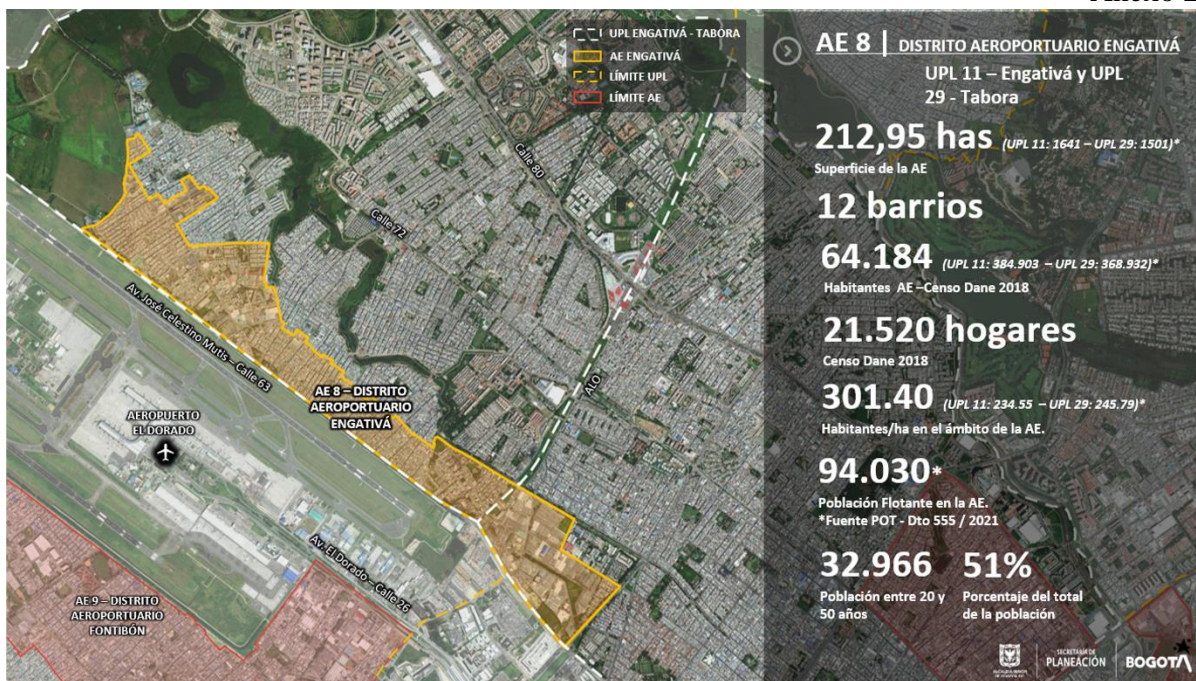 UPL ENGATIVÁ - TABORA
AE ENGATIVÁ
LÍMITE UPL
LÍMITE AE
Calle 80
Calle 72
Av. José Celestino Mutis – Calle 63
ALO
AE 8 – DISTRITO
AEROPORTUARIO
ENGATIVÁ
AEROPUERTO
EL DORADO
Av. El Dorado – Calle 26
AE 9 – DISTRITO
AEROPORTUARIO
FONTIBÓN
AE 8 | DISTRITO AEROPORTUARIO ENGATIVÁ
UPL 11 – Engativá y UPL
29 - Tabora
212,95 has (UPL 11: 1641 – UPL 29: 1501)*
Superficie de la AE
12 barrios
64.184 (UPL 11: 384.903 – UPL 29: 368.932)*
Habitantes AE –Censo Dane 2018
21.520 hogares
Censo Dane 2018
301.40 (UPL 11: 234.55 – UPL 29: 245.79)*
Habitantes/ha en el ámbito de la AE.
94.030*
Población Flotante en la AE.
*Fuente POT - Dto 555 / 2021
32.966 51%
Población entre 20 y Porcentaje del total
50 años de la población
SECRETARÍA DE
PLANEACIÓN
BOGOTÁ